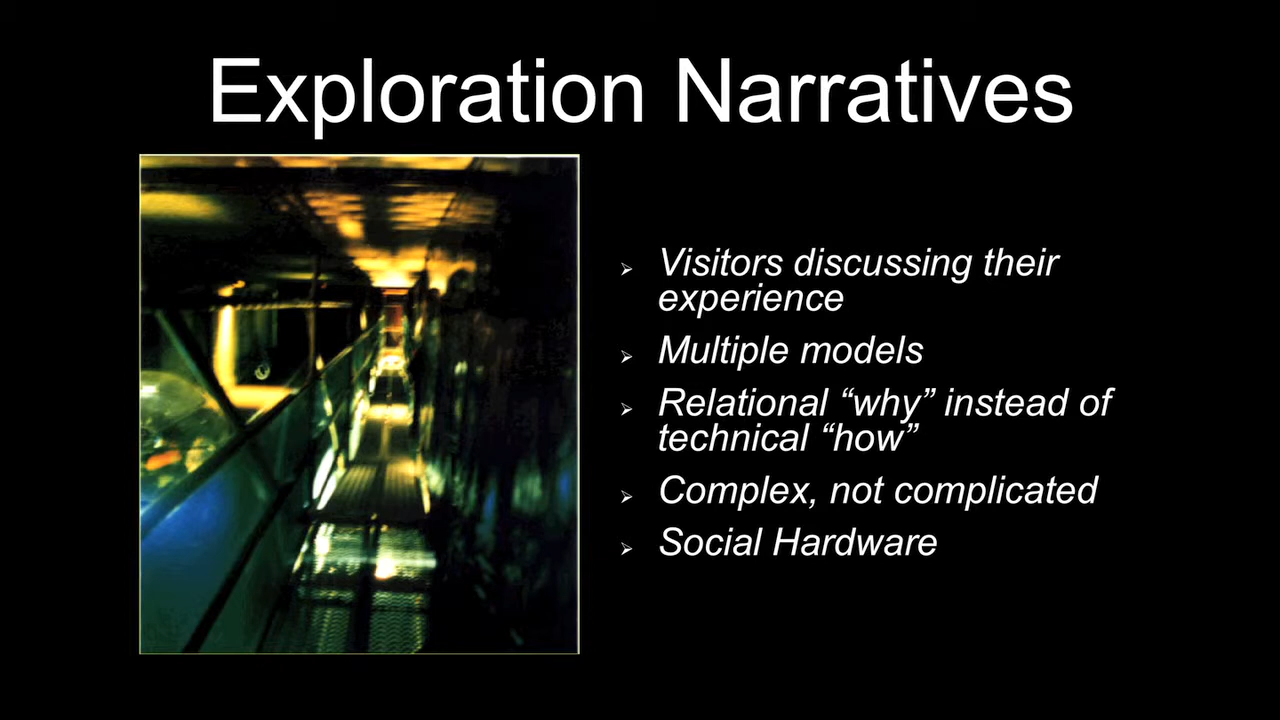 Exploration Narratives
Visitors discussing their
experience
Multiple models
Relational “why” instead of
technical “how”
Complex, not complicated
Social Hardware